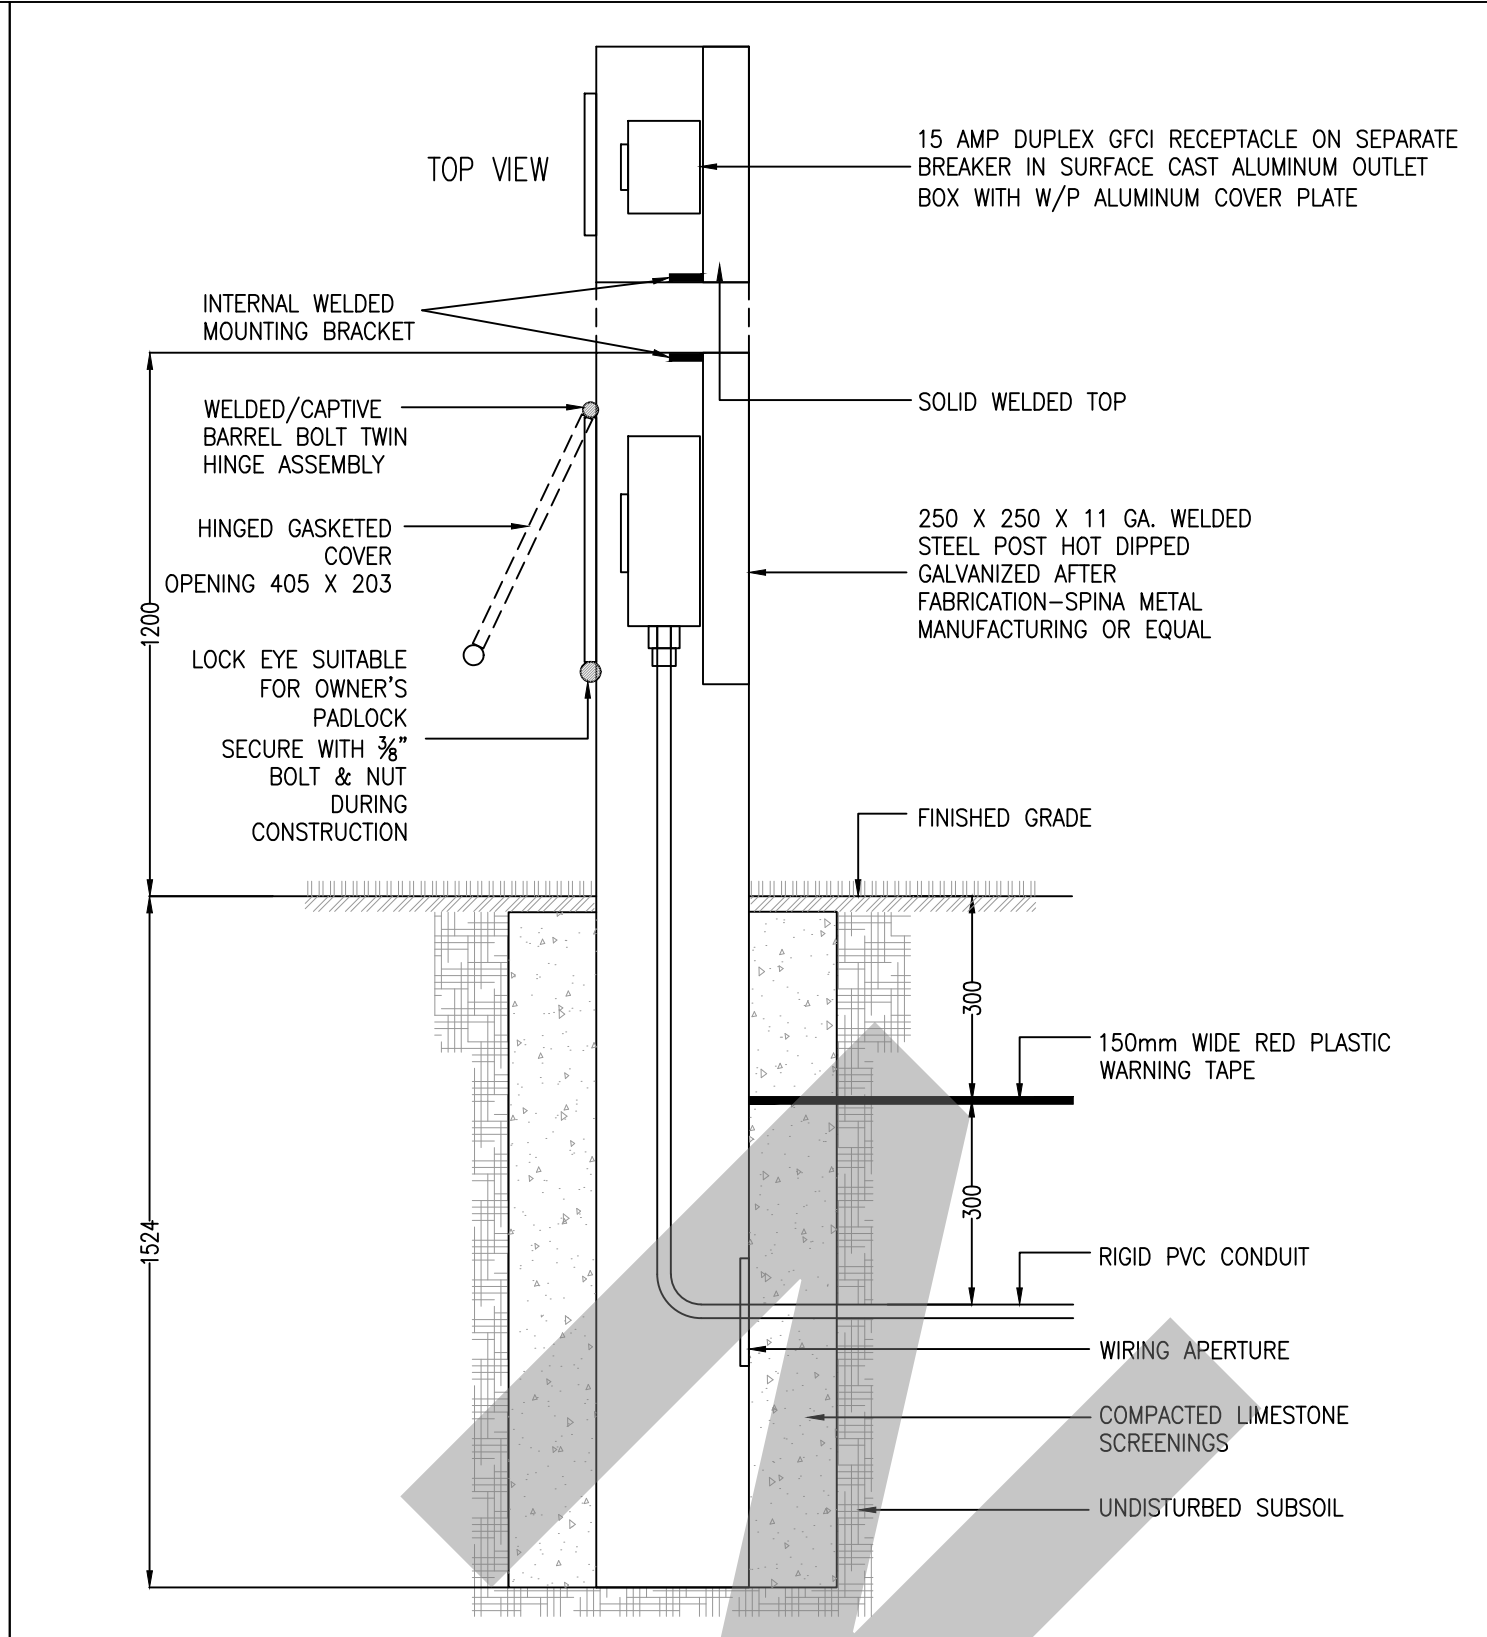 TOP VIEW
15 AMP DUPLEX GFCI RECEPTACLE ON SEPARATE
BREAKER IN SURFACE CAST ALUMINUM OUTLET
BOX WITH W/P ALUMINUM COVER PLATE
INTERNAL WELDED
MOUNTING BRACKET
WELDED/CAPTIVE
BARREL BOLT TWIN
HINGE ASSEMBLY
SOLID WELDED TOP
HINGED GASKETED
COVER
OPENING 405 X 203
250 X 250 X 11 GA. WELDED
STEEL POST HOT DIPPED
GALVANIZED AFTER
FABRICATION-SPINA METAL
MANUFACTURING OR EQUAL
1200
LOCK EYE SUITABLE
FOR OWNER'S
PADLOCK
SECURE WITH ⅜"
BOLT & NUT
DURING
CONSTRUCTION
FINISHED GRADE
300
150mm WIDE RED PLASTIC
WARNING TAPE
300
1524
RIGID PVC CONDUIT
WIRING APERTURE
COMPACTED LIMESTONE
SCREENINGS
UNDISTURBED SUBSOIL